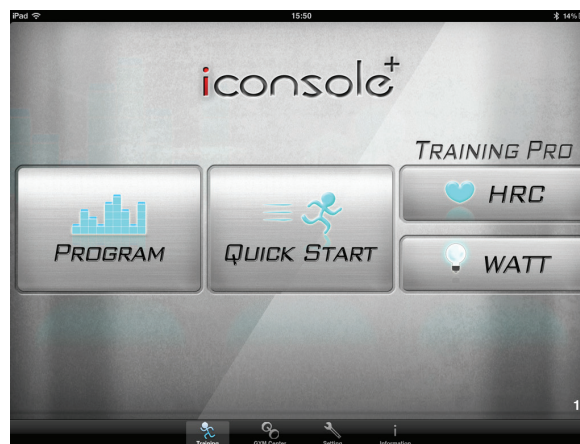 iPad 15:50 14%
iconsole+
TRAINING PRO
HRC
PROGRAM
QUICK START
WATT
1
Training GYM Center Setting Information